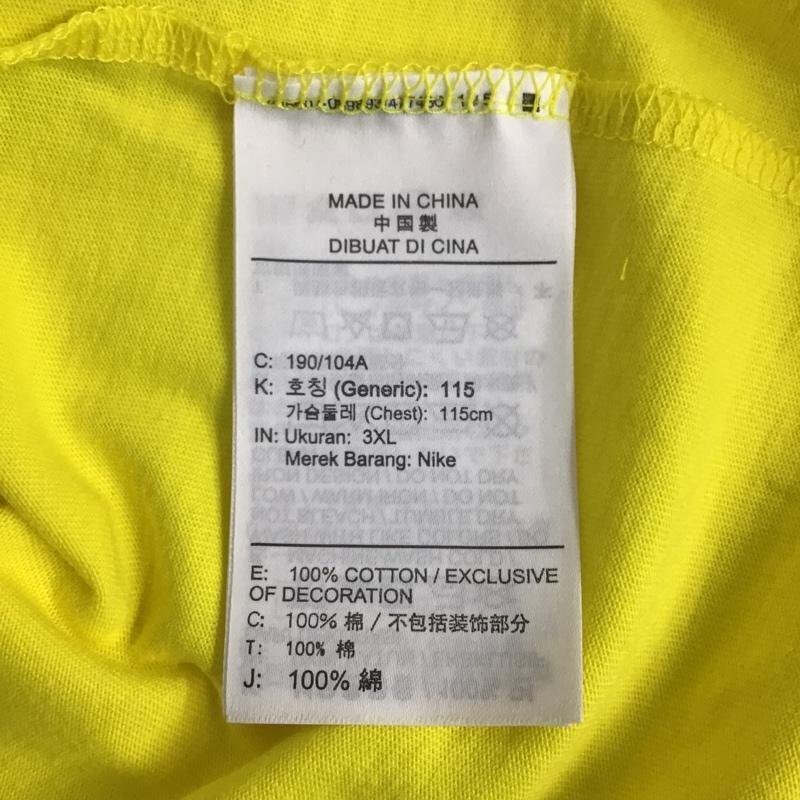 MADE IN CHINA
中国製
DIBUAT DI CINA
C: 190/104A
K: 호칭 (Generic): 115
가슴둘레 (Chest): 115cm
IN: Ukuran: 3XL
Merek Barang: Nike
E: 100% COTTON / EXCLUSIVE
OF DECORATION
C: 100% 棉 / 不包括装饰部分
T: 100% 棉
J: 100% 綿